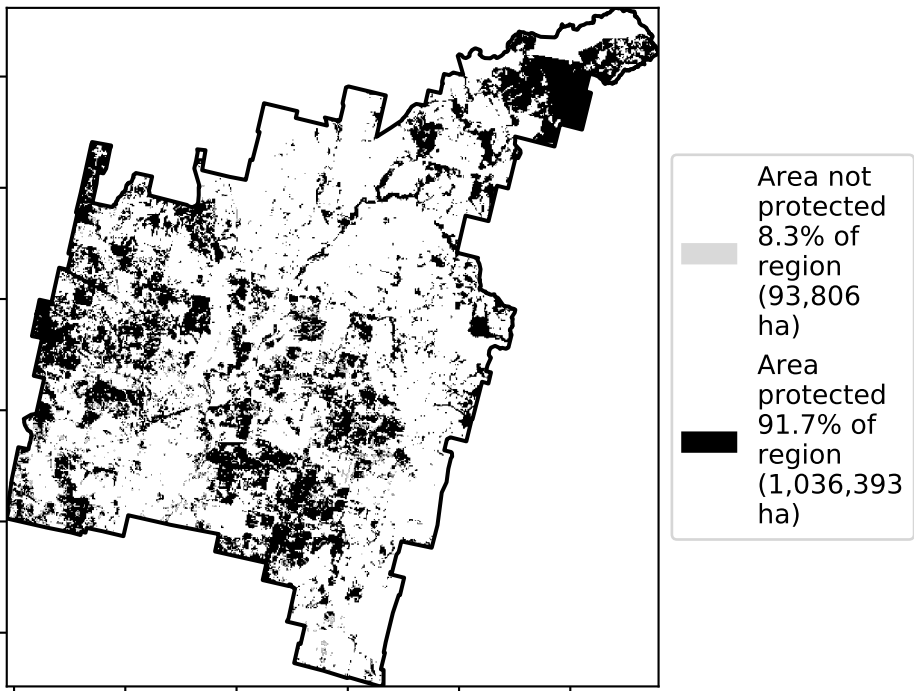 Area not
protected
8.3% of
region
(93,806
ha)
Area
protected
91.7% of
region
(1,036,393
ha)